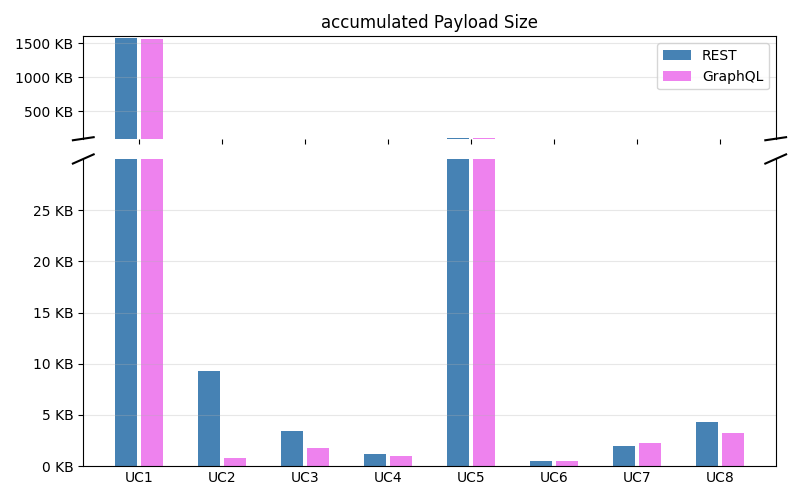 accumulated Payload Size
1500 KB
1000 KB
500 KB
REST
GraphQL
25 KB
20 KB
15 KB
10 KB
5 KB
0 KB
UC1 UC2 UC3 UC4 UC5 UC6 UC7 UC8